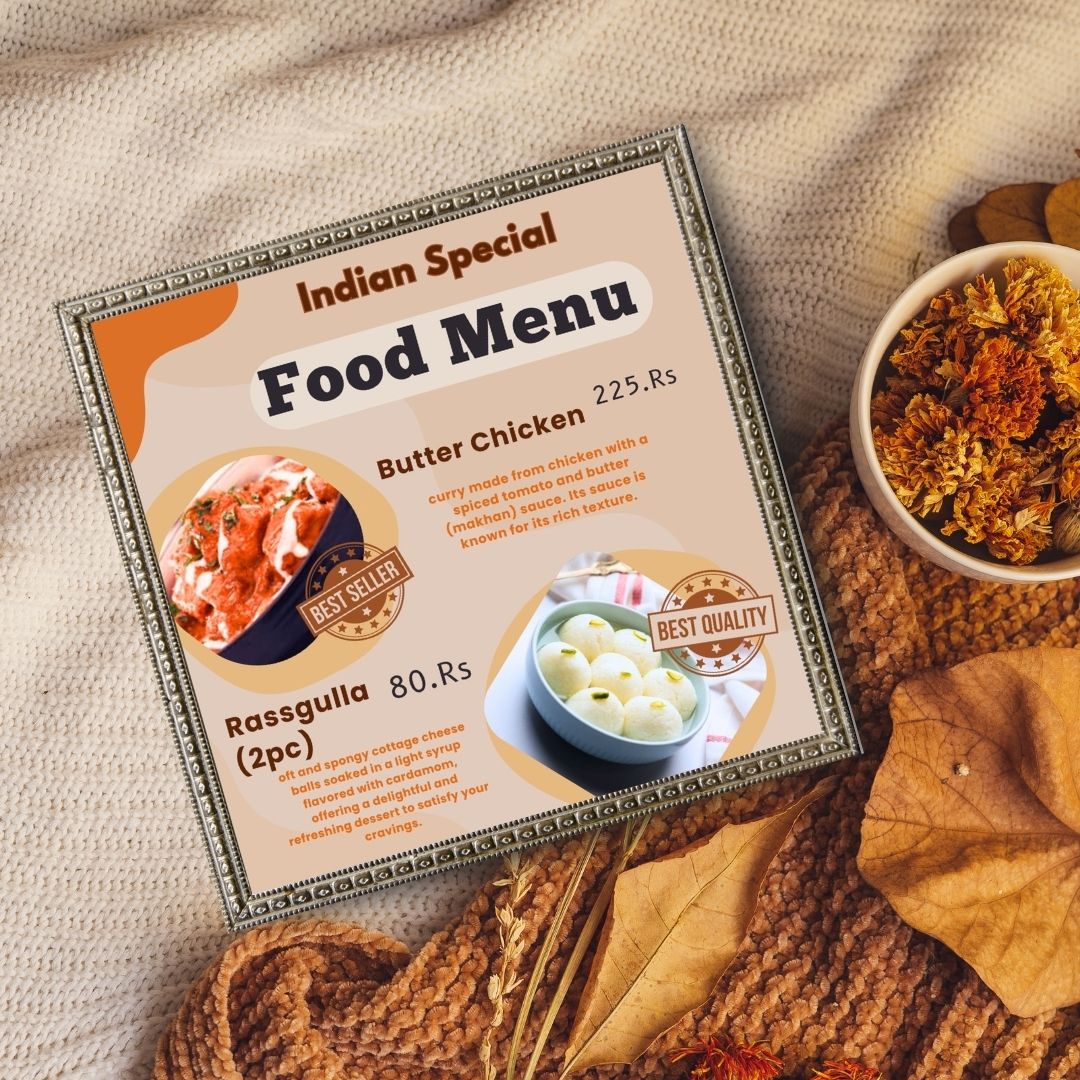 Indian Special
Food Menu
Butter Chicken 225.Rs
curry made from chicken with a
spiced tomato and butter
(makhan) sauce. Its sauce is
known for its rich texture.
BEST SELLER
BEST QUALITY
Rassgulla 80.Rs
(2pc)
oft and spongy cottage cheese
balls soaked in a light syrup
flavored with cardamom,
offering a delightful and
refreshing dessert to satisfy your
cravings.